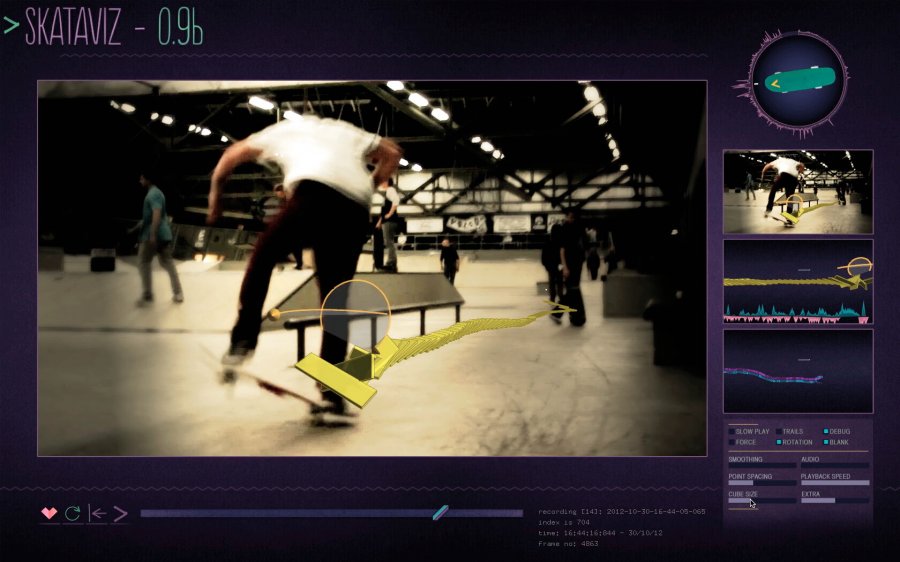 > SKATAVIZ - 0.9b
SLOW PLAY TRAILS DEBUG
FORCE ROTATION BLANK
SMOOTHING AUDIO
POINT SPACING PLAYBACK SPEED
CUBE SIZE EXTRA
recording [14]: 2012-10-30-16-44-05-065
index is 704
time: 16:44:16:844 - 30/10/12
frame no: 4863